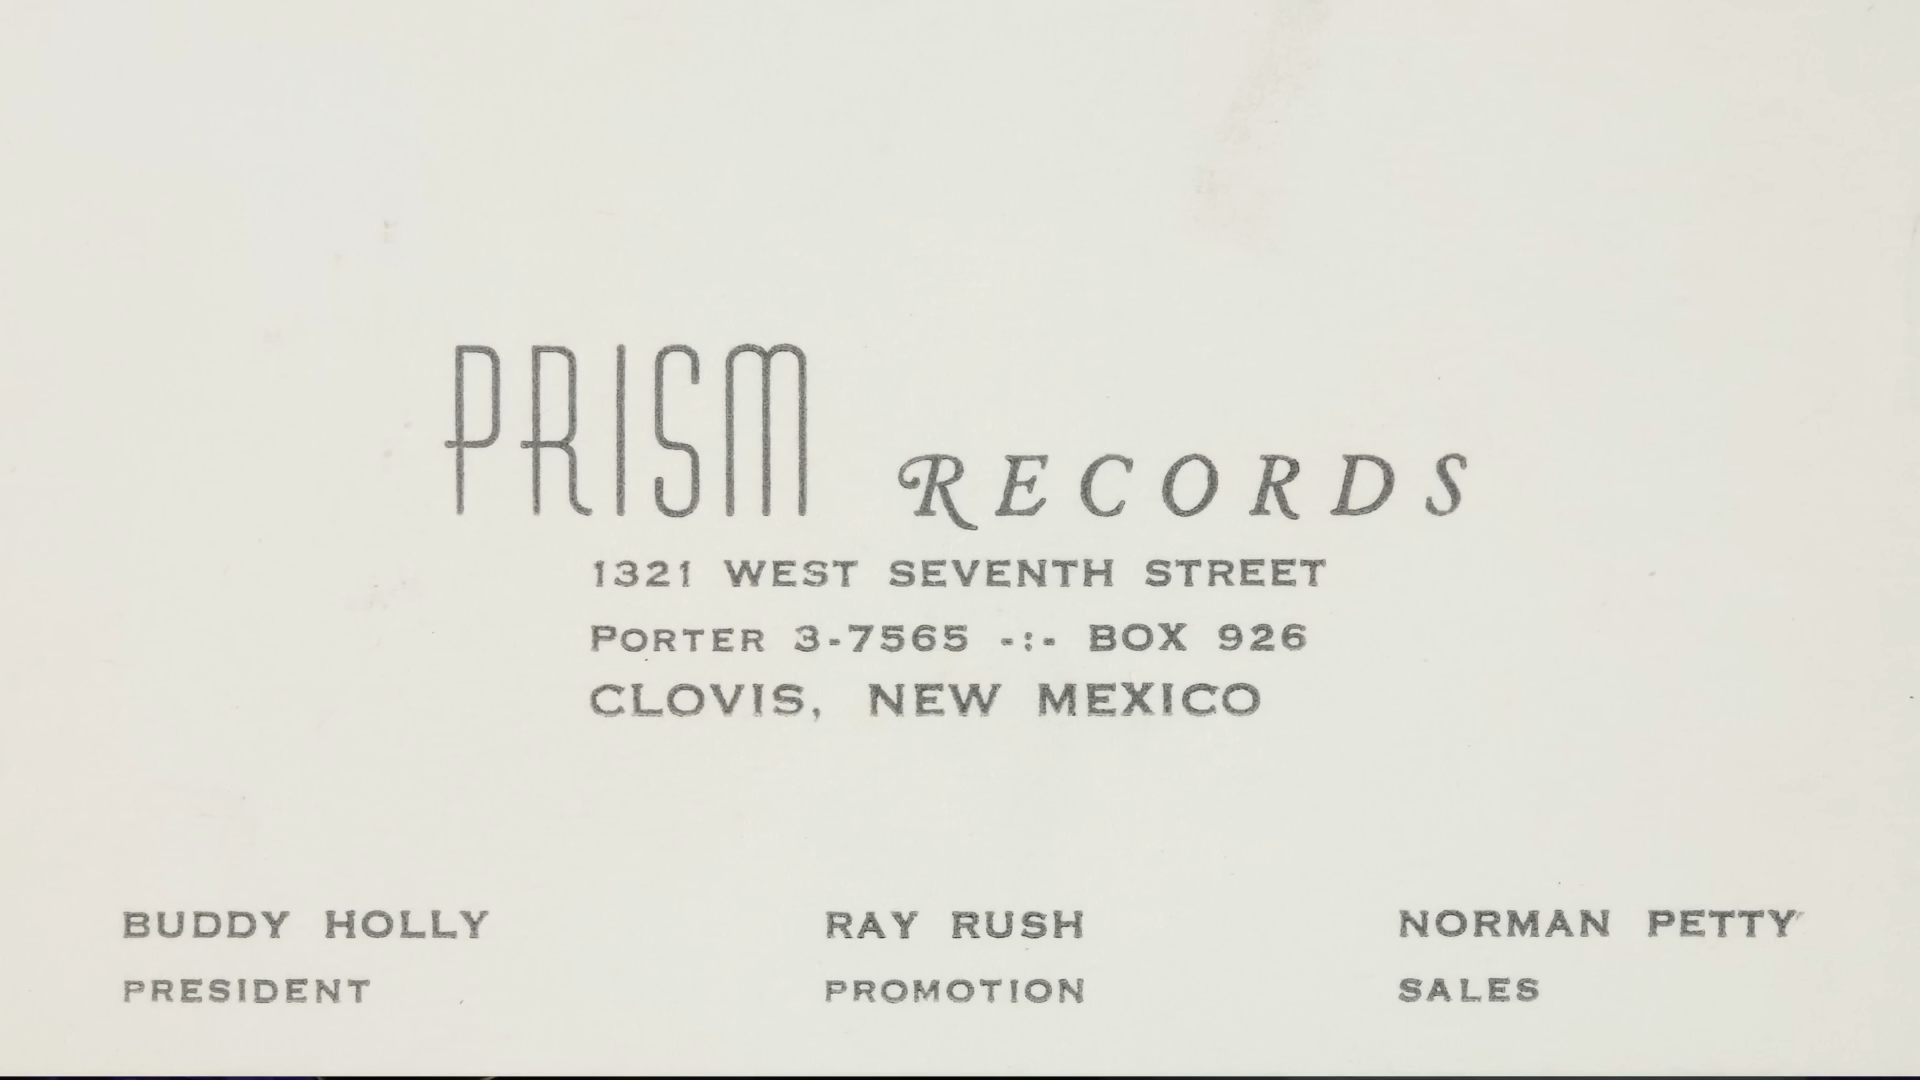 PRISM RECORDS
1321 WEST SEVENTH STREET
PORTER 3-7565 -:- BOX 926
CLOVIS, NEW MEXICO
BUDDY HOLLY RAY RUSH NORMAN PETTY
PRESIDENT PROMOTION SALES